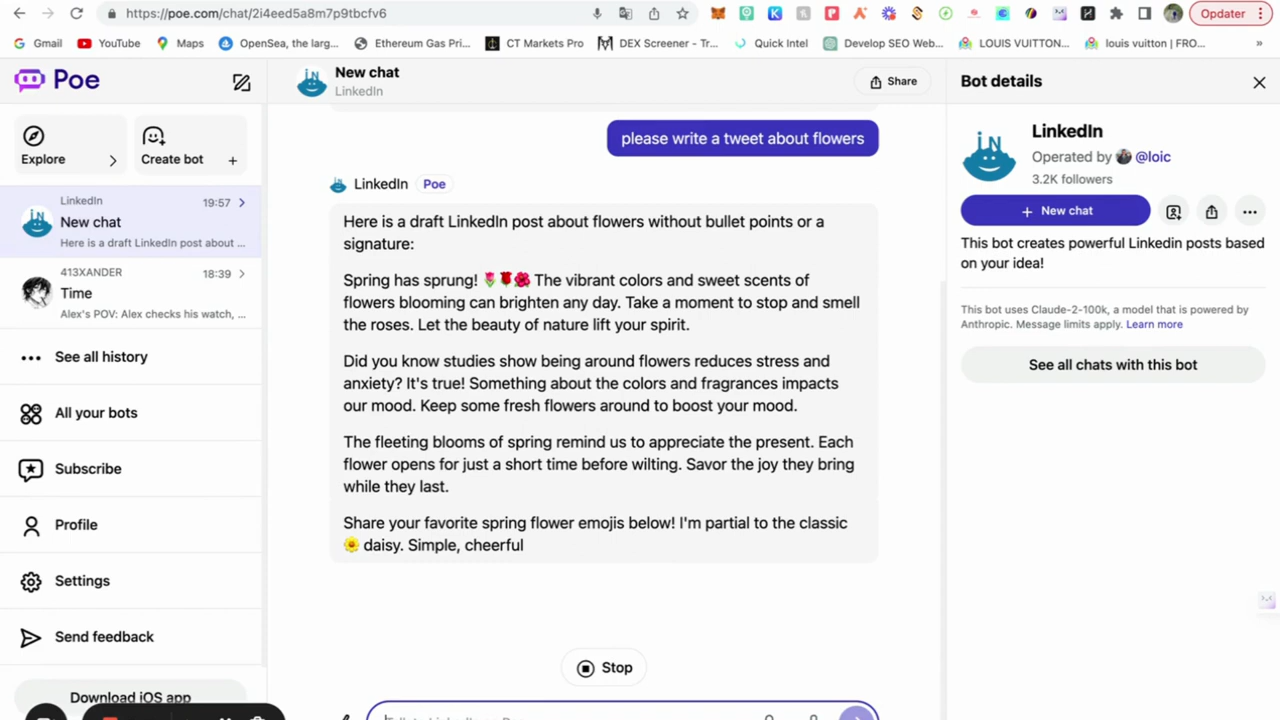 https://poe.com/chat/2i4eed5a8m7p9tbcfv6
Opdater
Gmail
YouTube
Maps
OpenSea, the larg...
Ethereum Gas Pri...
CT Markets Pro
DEX Screener - Tr...
Quick Intel
Develop SEO Web...
LOUIS VUITTON...
louis vuitton | FRO...
»
Poe
Explore
Create bot
LinkedIn
19:57
New chat
Here is a draft LinkedIn post about ...
413XANDER
18:39
Time
Alex's POV: Alex checks his watch, ...
See all history
All your bots
Subscribe
Profile
Settings
Send feedback
Download iOS app
New chat
LinkedIn
Share
please write a tweet about flowers
LinkedIn Poe
Here is a draft LinkedIn post about flowers without bullet points or a
signature:
Spring has sprung! 🌷🌹🌺 The vibrant colors and sweet scents of
flowers blooming can brighten any day. Take a moment to stop and smell
the roses. Let the beauty of nature lift your spirit.
Did you know studies show being around flowers reduces stress and
anxiety? It's true! Something about the colors and fragrances impacts
our mood. Keep some fresh flowers around to boost your mood.
The fleeting blooms of spring remind us to appreciate the present. Each
flower opens for just a short time before wilting. Savor the joy they bring
while they last.
Share your favorite spring flower emojis below! I'm partial to the classic
🌼 daisy. Simple, cheerful
Stop
Bot details
LinkedIn
Operated by @loic
3.2K followers
+ New chat
This bot creates powerful Linkedin posts based
on your idea!
This bot uses Claude-2-100k, a model that is powered by
Anthropic. Message limits apply. Learn more
See all chats with this bot